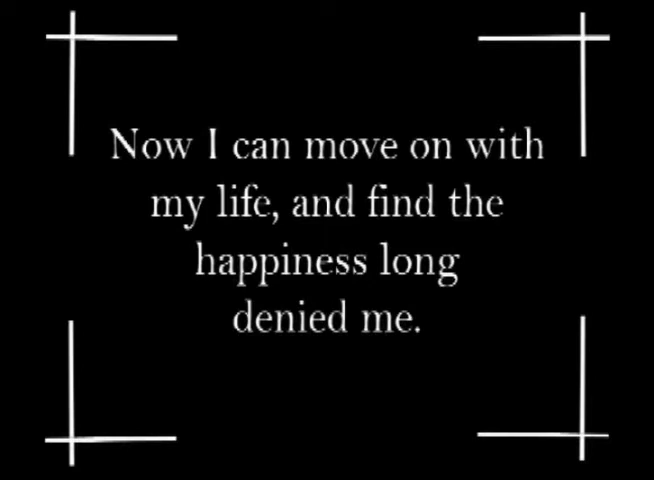 Now I can move on with
my life, and find the
happiness long
denied me.